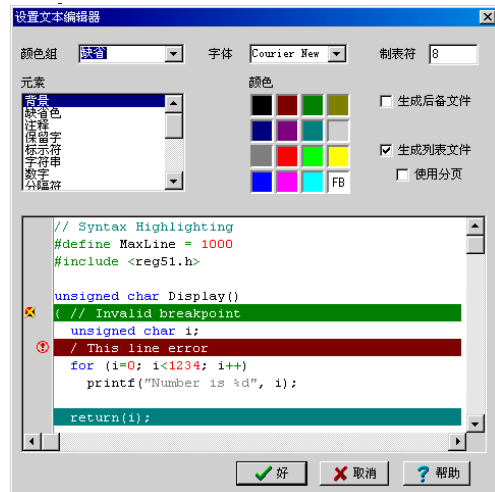 设置文本编辑器
颜色组 缺省 字体 Courier New 制表符 8
元素 颜色
背景
缺省色
注释
保留字
标示符
字符串
数字
分隔符
FB
生成后备文件
生成列表文件
使用分页
// Syntax Highlighting
#define MaxLine = 1000
#include <reg51.h>
unsigned char Display()
{ // Invalid breakpoint
unsigned char i;
/ This line error
for (i=0; i<1234; i++)
printf("Number is %d", i);
return(i);
好 取消 帮助